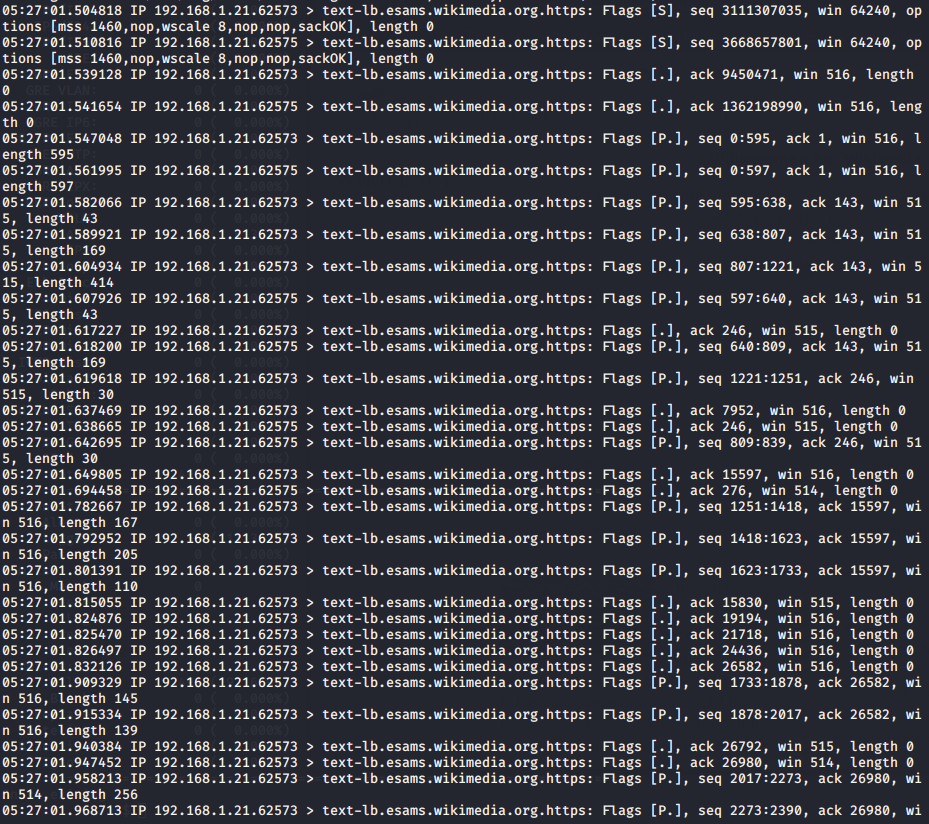 05:27:01.504818 IP 192.168.1.21.62573 > text-lb.esams.wikimedia.org.https: Flags [S], seq 3111307035, win 64240, op
tions [mss 1460,nop,wscale 8,nop,nop,sackOK], length 0
05:27:01.510816 IP 192.168.1.21.62575 > text-lb.esams.wikimedia.org.https: Flags [S], seq 3668657801, win 64240, op
tions [mss 1460,nop,wscale 8,nop,nop,sackOK], length 0
05:27:01.539128 IP 192.168.1.21.62573 > text-lb.esams.wikimedia.org.https: Flags [.], ack 9450471, win 516, length
0
05:27:01.541654 IP 192.168.1.21.62575 > text-lb.esams.wikimedia.org.https: Flags [.], ack 1362198990, win 516, leng
th 0
05:27:01.547048 IP 192.168.1.21.62573 > text-lb.esams.wikimedia.org.https: Flags [P.], seq 0:595, ack 1, win 516, l
ength 595
05:27:01.561995 IP 192.168.1.21.62575 > text-lb.esams.wikimedia.org.https: Flags [P.], seq 0:597, ack 1, win 516, l
ength 597
05:27:01.582066 IP 192.168.1.21.62573 > text-lb.esams.wikimedia.org.https: Flags [P.], seq 595:638, ack 143, win 51
5, length 43
05:27:01.589921 IP 192.168.1.21.62573 > text-lb.esams.wikimedia.org.https: Flags [P.], seq 638:807, ack 143, win 51
5, length 169
05:27:01.604934 IP 192.168.1.21.62573 > text-lb.esams.wikimedia.org.https: Flags [P.], seq 807:1221, ack 143, win 5
15, length 414
05:27:01.607926 IP 192.168.1.21.62575 > text-lb.esams.wikimedia.org.https: Flags [P.], seq 597:640, ack 143, win 51
5, length 43
05:27:01.617227 IP 192.168.1.21.62573 > text-lb.esams.wikimedia.org.https: Flags [.], ack 246, win 515, length 0
05:27:01.618200 IP 192.168.1.21.62575 > text-lb.esams.wikimedia.org.https: Flags [P.], seq 640:809, ack 143, win 51
5, length 169
05:27:01.619618 IP 192.168.1.21.62573 > text-lb.esams.wikimedia.org.https: Flags [P.], seq 1221:1251, ack 246, win
515, length 30
05:27:01.637469 IP 192.168.1.21.62573 > text-lb.esams.wikimedia.org.https: Flags [.], ack 7952, win 516, length 0
05:27:01.638665 IP 192.168.1.21.62575 > text-lb.esams.wikimedia.org.https: Flags [.], ack 246, win 515, length 0
05:27:01.642695 IP 192.168.1.21.62575 > text-lb.esams.wikimedia.org.https: Flags [P.], seq 809:839, ack 246, win 51
5, length 30
05:27:01.649805 IP 192.168.1.21.62573 > text-lb.esams.wikimedia.org.https: Flags [.], ack 15597, win 516, length 0
05:27:01.694458 IP 192.168.1.21.62575 > text-lb.esams.wikimedia.org.https: Flags [.], ack 276, win 514, length 0
05:27:01.782667 IP 192.168.1.21.62573 > text-lb.esams.wikimedia.org.https: Flags [P.], seq 1251:1418, ack 15597, wi
n 516, length 167
05:27:01.792952 IP 192.168.1.21.62573 > text-lb.esams.wikimedia.org.https: Flags [P.], seq 1418:1623, ack 15597, wi
n 516, length 205
05:27:01.801391 IP 192.168.1.21.62573 > text-lb.esams.wikimedia.org.https: Flags [P.], seq 1623:1733, ack 15597, wi
n 516, length 110
05:27:01.815055 IP 192.168.1.21.62573 > text-lb.esams.wikimedia.org.https: Flags [.], ack 15830, win 515, length 0
05:27:01.824876 IP 192.168.1.21.62573 > text-lb.esams.wikimedia.org.https: Flags [.], ack 19194, win 516, length 0
05:27:01.825470 IP 192.168.1.21.62573 > text-lb.esams.wikimedia.org.https: Flags [.], ack 21718, win 516, length 0
05:27:01.826497 IP 192.168.1.21.62573 > text-lb.esams.wikimedia.org.https: Flags [.], ack 24436, win 516, length 0
05:27:01.832126 IP 192.168.1.21.62573 > text-lb.esams.wikimedia.org.https: Flags [.], ack 26582, win 516, length 0
05:27:01.909329 IP 192.168.1.21.62573 > text-lb.esams.wikimedia.org.https: Flags [P.], seq 1733:1878, ack 26582, wi
n 516, length 145
05:27:01.915334 IP 192.168.1.21.62573 > text-lb.esams.wikimedia.org.https: Flags [P.], seq 1878:2017, ack 26582, wi
n 516, length 139
05:27:01.940384 IP 192.168.1.21.62573 > text-lb.esams.wikimedia.org.https: Flags [.], ack 26792, win 515, length 0
05:27:01.947452 IP 192.168.1.21.62573 > text-lb.esams.wikimedia.org.https: Flags [.], ack 26980, win 514, length 0
05:27:01.958213 IP 192.168.1.21.62573 > text-lb.esams.wikimedia.org.https: Flags [P.], seq 2017:2273, ack 26980, wi
n 514, length 256
05:27:01.968713 IP 192.168.1.21.62573 > text-lb.esams.wikimedia.org.https: Flags [P.], seq 2273:2390, ack 26980, wi